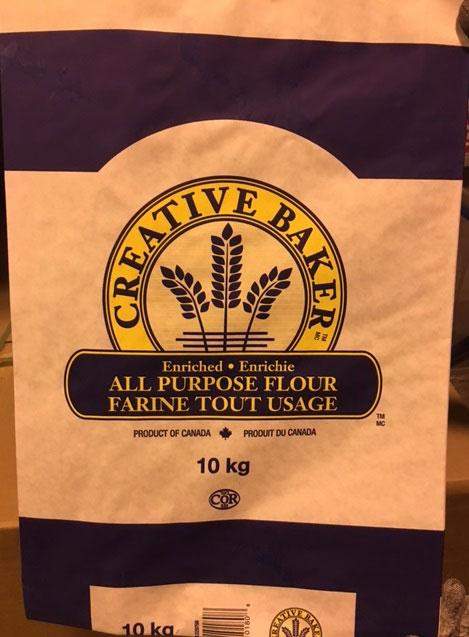 CREATIVE BAKER
TM
MC
Enriched • Enrichie
ALL PURPOSE FLOUR
FARINE TOUT USAGE
TM
MC
PRODUCT OF CANADA PRODUIT DU CANADA
10 kg
COR
10 kg
CREATIVE BAKER